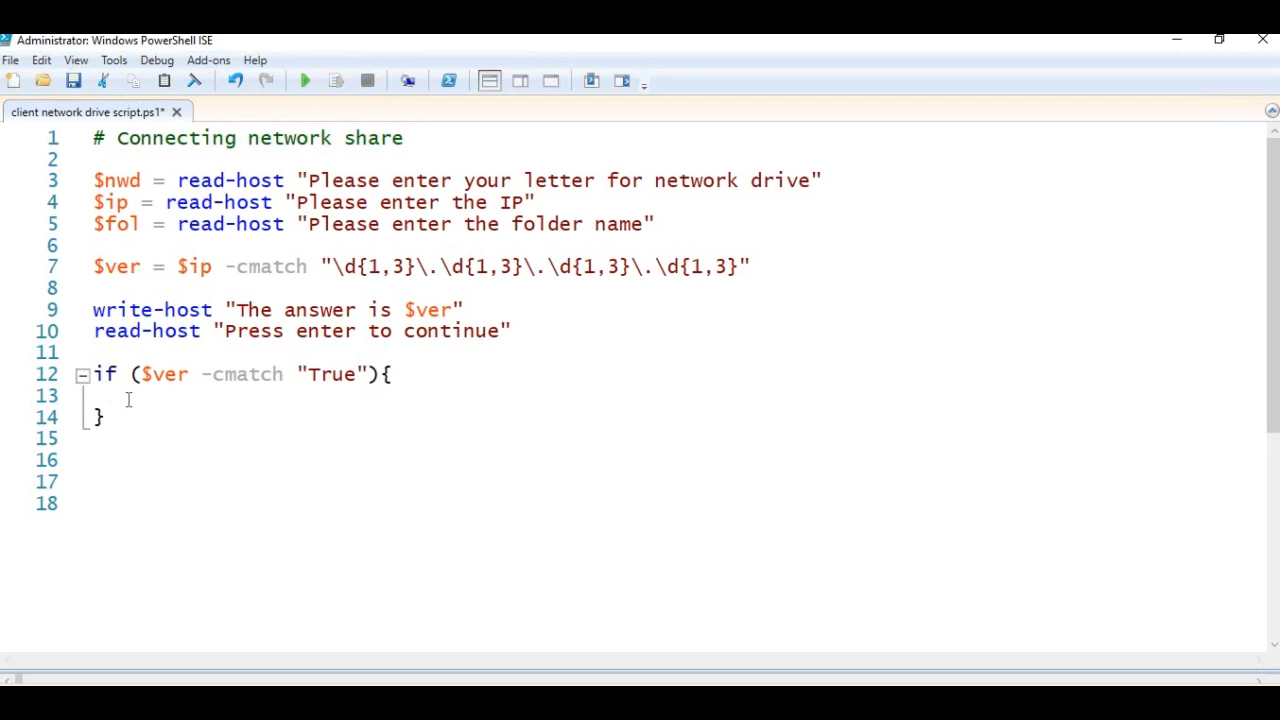 Administrator: Windows PowerShell ISE
File Edit View Tools Debug Add-ons Help
client network drive script.ps1*
1 # Connecting network share
2
3 $nwd = read-host "Please enter your letter for network drive"
4 $ip = read-host "Please enter the IP"
5 $fol = read-host "Please enter the folder name"
6
7 $ver = $ip -cmatch "\d{1,3}\.\d{1,3}\.\d{1,3}\.\d{1,3}"
8
9 write-host "The answer is $ver"
10 read-host "Press enter to continue"
11
12 if ($ver -cmatch "True"){
13
14 }
15
16
17
18